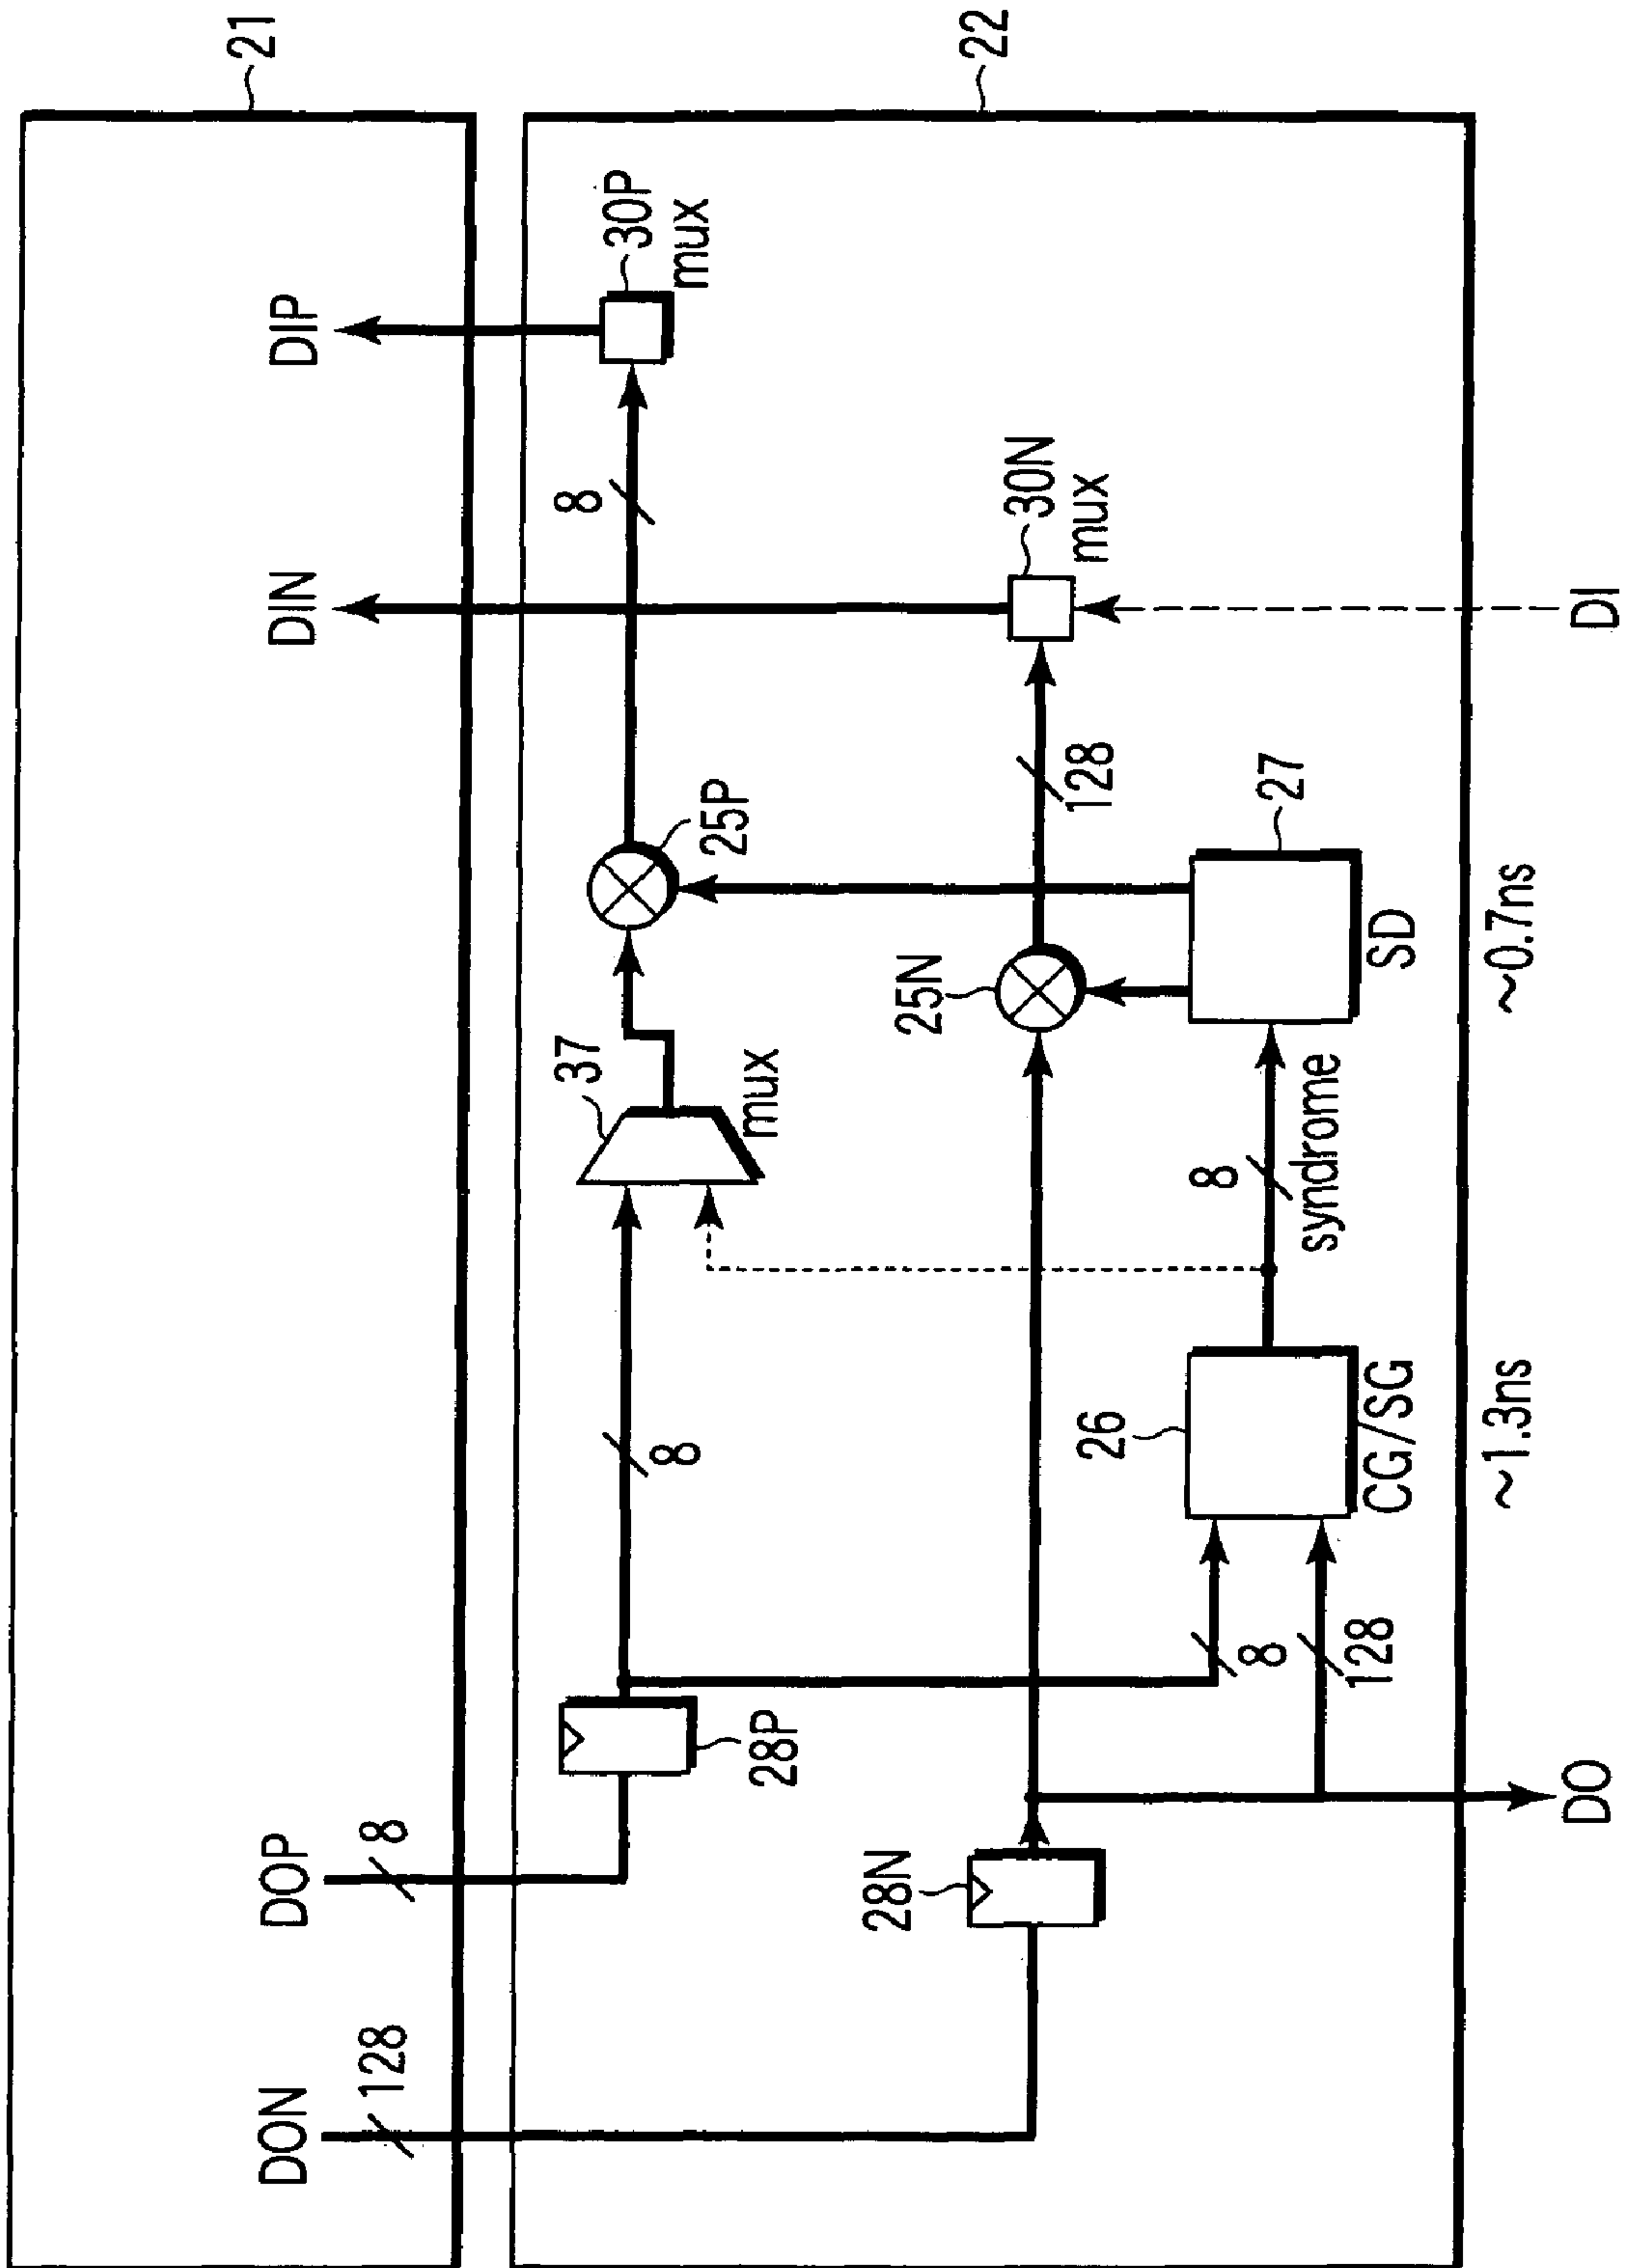 21
22
DON
128
DOP
8
DIN
DIP
28P
28N
8
37
mux
25P
8
30P
mux
25N
128
30N
mux
8
128
26
CG/SG
~1.3ns
8
syndrome
27
SD
~0.7ns
DO
DI